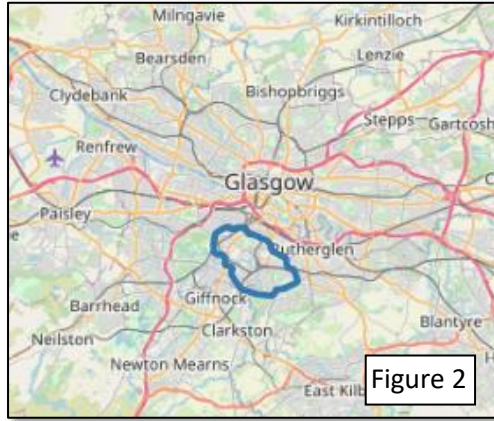 Milngavie
Kirkintilloch
Bearsden
Lenzie
Clydebank
Bishopbriggs
Stepps
Gartcosh
Renfrew
Glasgow
Paisley
Rutherglen
Barrhead
Giffnock
Blantyre
Neilston
Clarkston
Newton Mearns
East Kilb
Figure 2